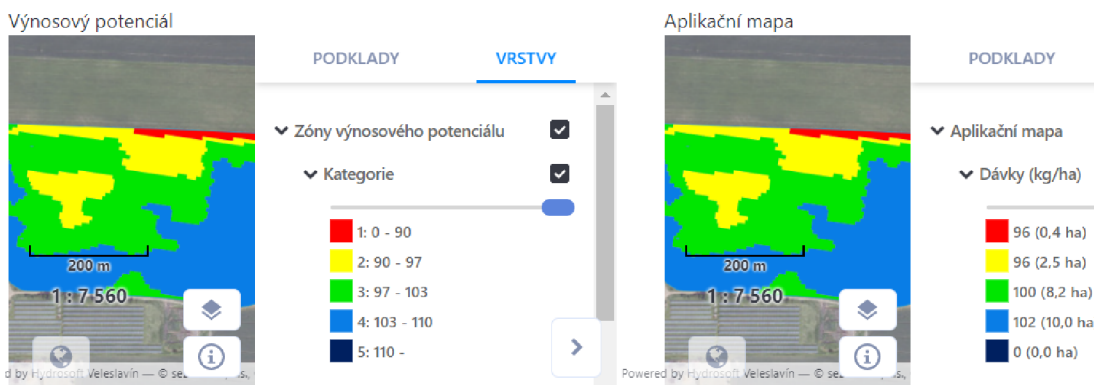 Výnosový potenciál
PODKLADY VRSTVY
Zóny výnosového potenciálu
Kategorie
1: 0 - 90
2: 90 - 97
3: 97 - 103
4: 103 - 110
5: 110 -
200 m
1 : 7 560
d by Hydrosoft Veleslavín — © se
Aplikační mapa
PODKLADY
Aplikační mapa
Dávky (kg/ha)
96 (0,4 ha)
96 (2,5 ha)
100 (8,2 ha)
102 (10,0 ha
0 (0,0 ha)
200 m
1 : 7 560
Powered by Hydrosoft Veleslavín — ©